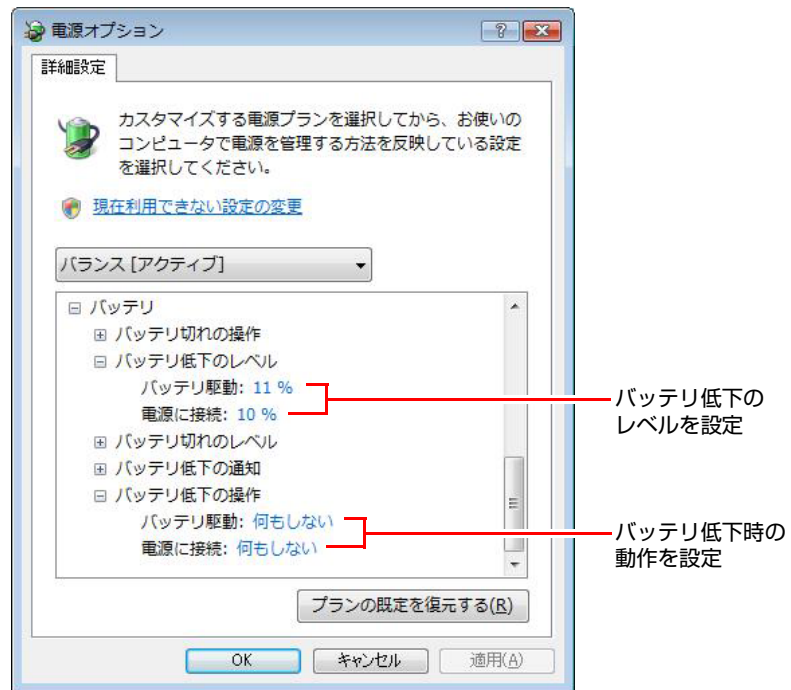 電源オプション
詳細設定
カスタマイズする電源プランを選択してから、お使いの
コンピュータで電源を管理する方法を反映している設定
を選択してください。
現在利用できない設定の変更
バランス [アクティブ]
バッテリ
バッテリ切れの操作
バッテリ低下のレベル
バッテリ駆動: 11 %
電源に接続: 10 %
バッテリ切れのレベル
バッテリ低下の通知
バッテリ低下の操作
バッテリ駆動: 何もしない
電源に接続: 何もしない
バッテリ低下の
レベルを設定
バッテリ低下時の
動作を設定
プランの既定を復元する(R)
OK
キャンセル
適用(A)